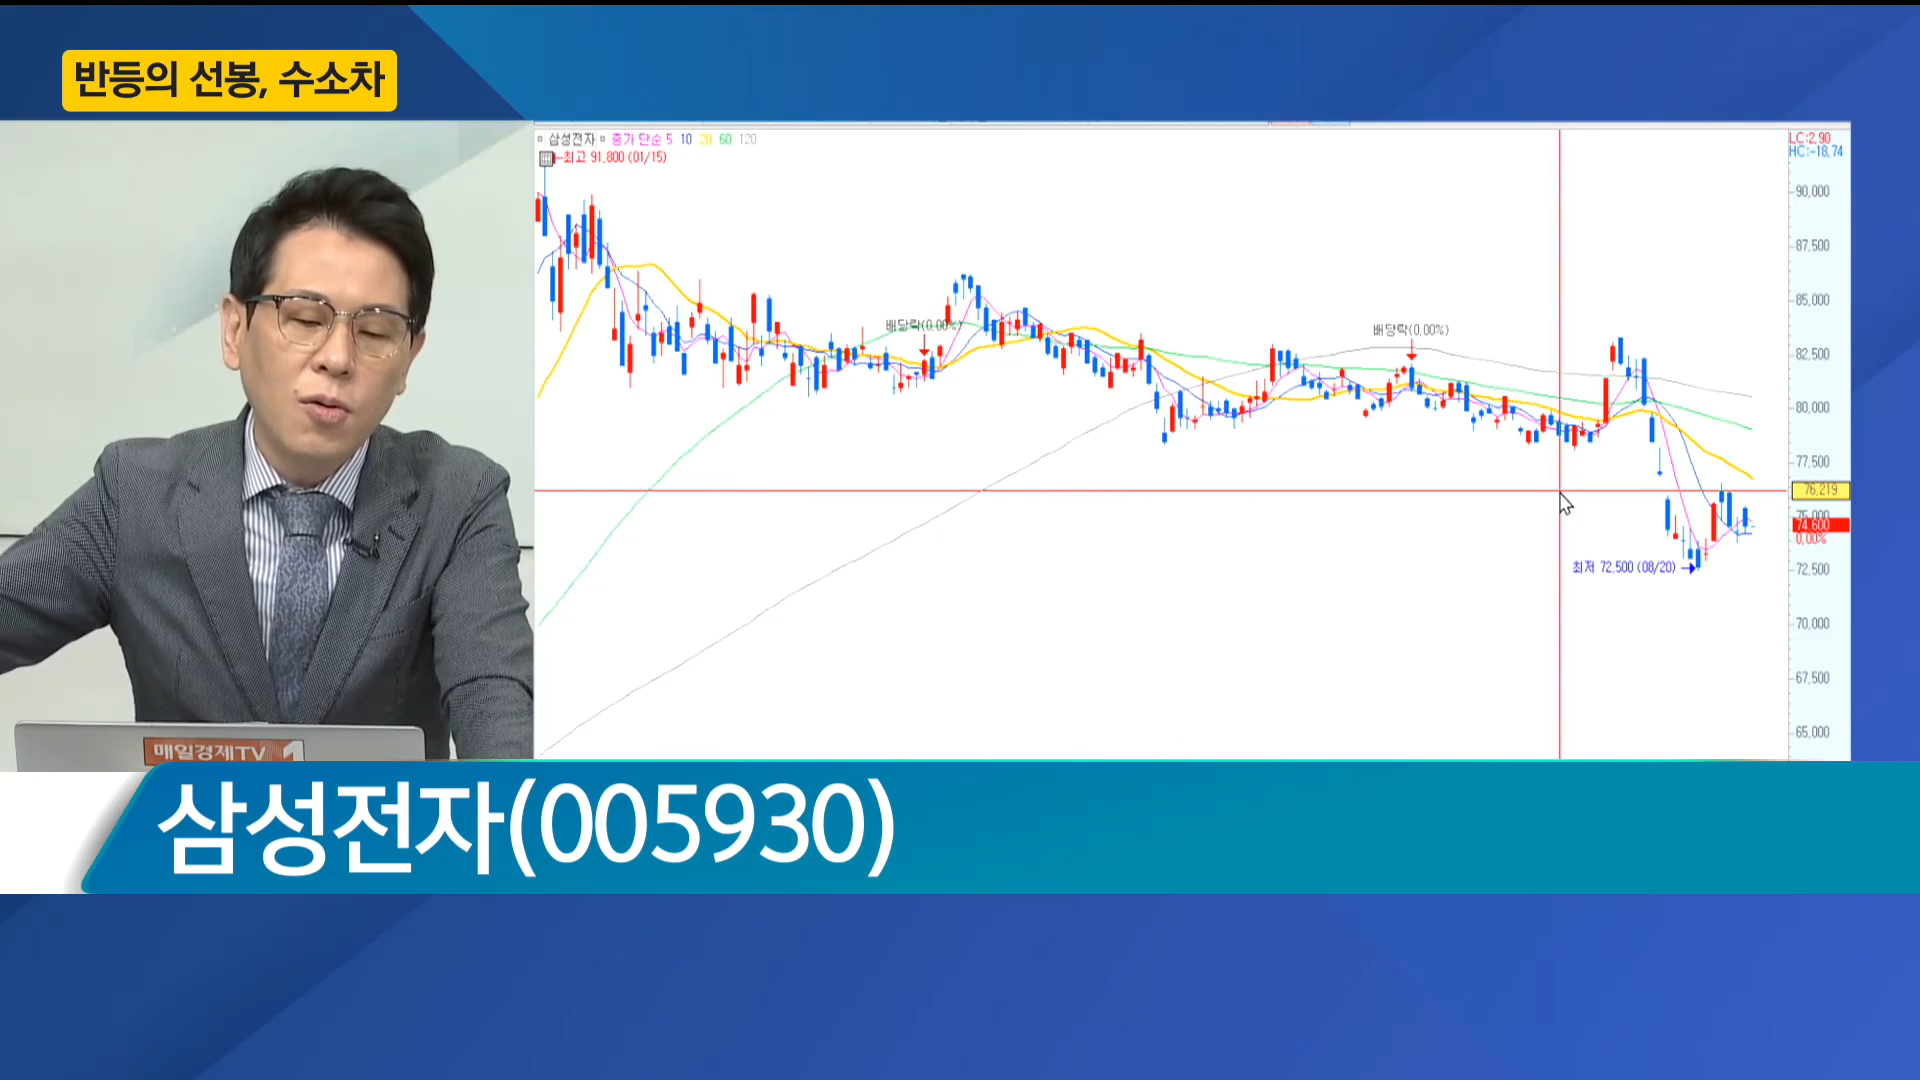 반등의 선봉, 수소차
삼성전자 종가 단순 5 10 20 60 120
최고 91,800 (01/15)
LC:2,90
HC:-18,74
90,000
87,500
85,000
배당락(0,00%)
배당락(0,00%)
82,500
80,000
77,500
76,219
75,000
74,600
0,00%
최저 72,500 (08/20)
72,500
70,000
67,500
65,000
매일경제TV 1
삼성전자(005930)